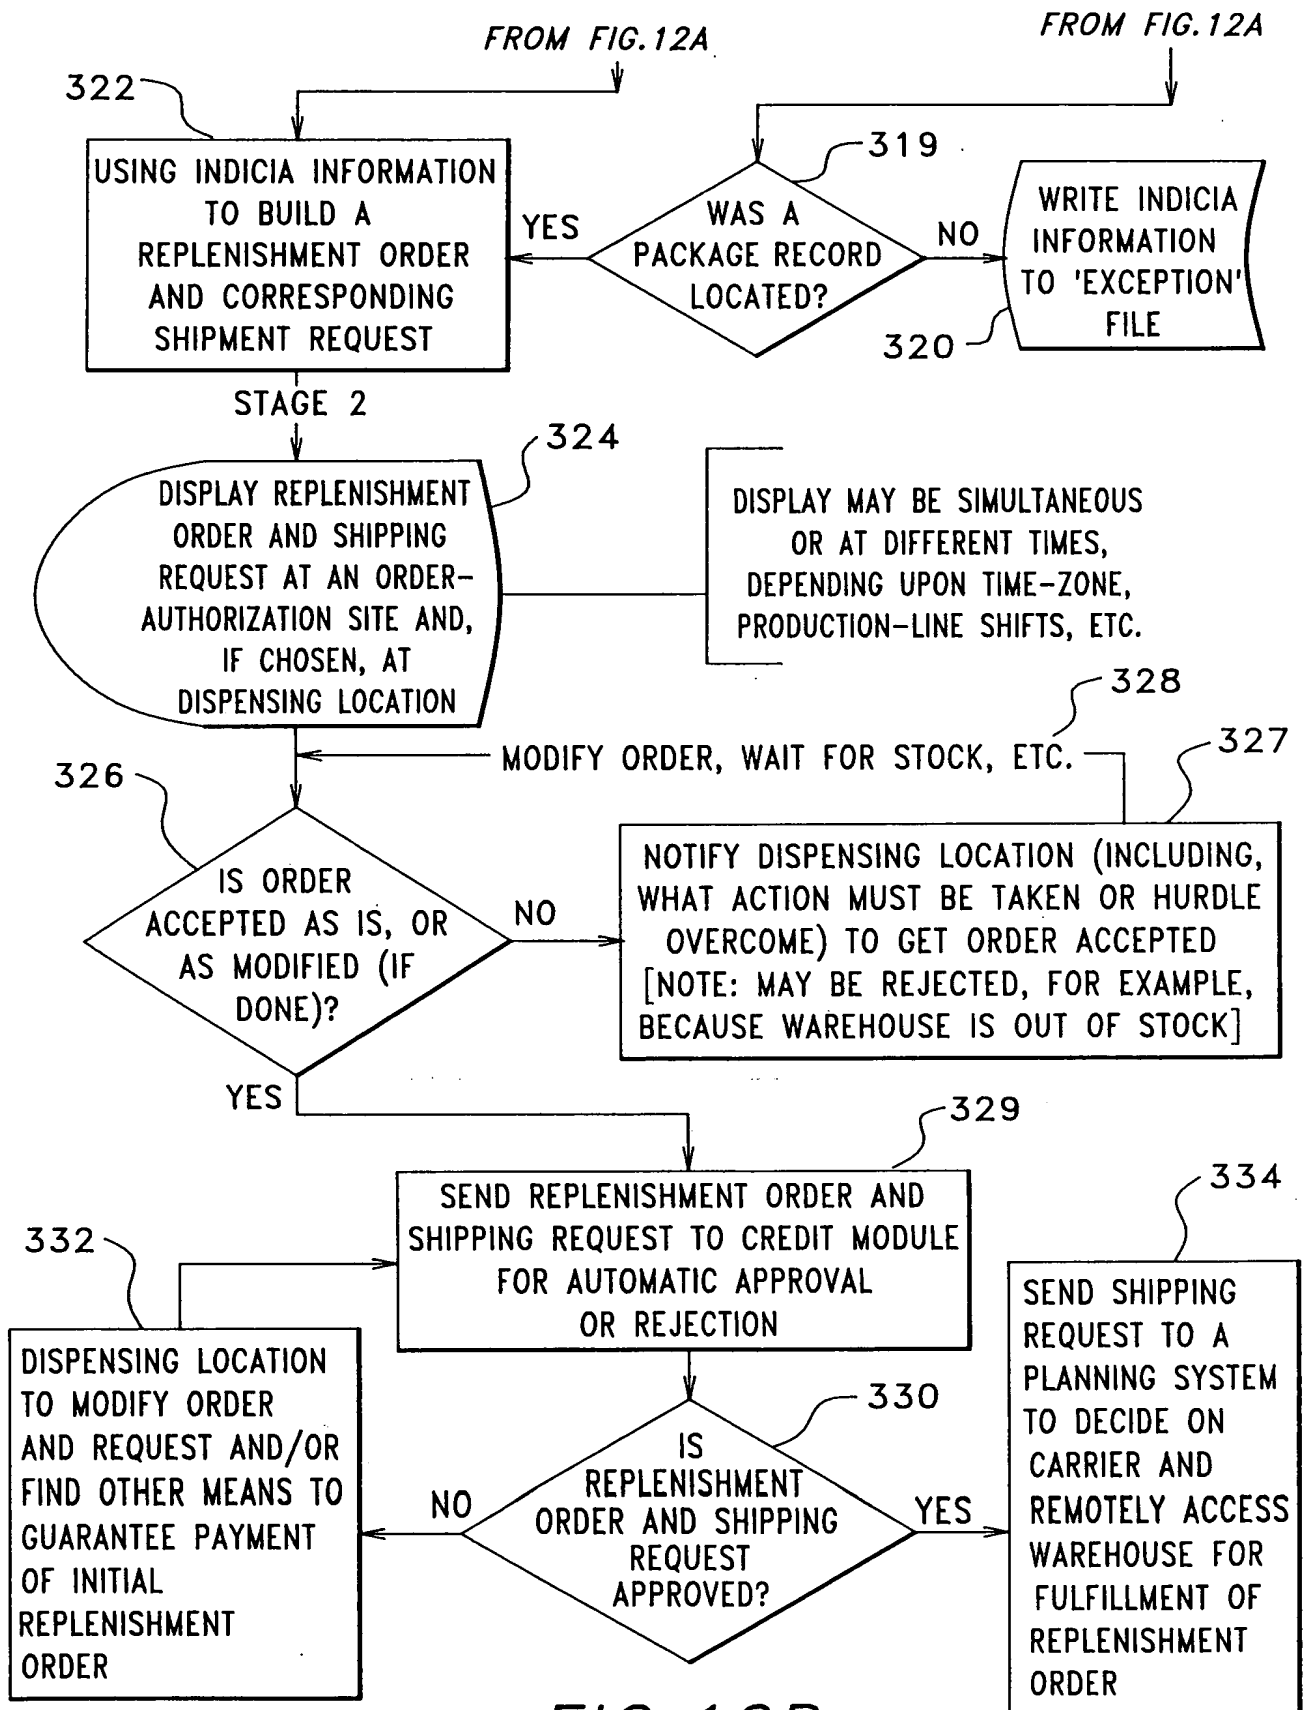 FROM FIG.12A
FROM FIG.12A
322
USING INDICIA INFORMATION
TO BUILD A
REPLENISHMENT ORDER
AND CORRESPONDING
SHIPMENT REQUEST
YES
319
WAS A
PACKAGE RECORD
LOCATED?
NO
WRITE INDICIA
INFORMATION
TO 'EXCEPTION'
FILE
320
STAGE 2
324
DISPLAY REPLENISHMENT
ORDER AND SHIPPING
REQUEST AT AN ORDER-
AUTHORIZATION SITE AND,
IF CHOSEN, AT
DISPENSING LOCATION
DISPLAY MAY BE SIMULTANEOUS
OR AT DIFFERENT TIMES,
DEPENDING UPON TIME-ZONE,
PRODUCTION-LINE SHIFTS, ETC.
328
MODIFY ORDER, WAIT FOR STOCK, ETC.
327
326
IS ORDER
ACCEPTED AS IS, OR
AS MODIFIED (IF
DONE)?
NO
NOTIFY DISPENSING LOCATION (INCLUDING,
WHAT ACTION MUST BE TAKEN OR HURDLE
OVERCOME) TO GET ORDER ACCEPTED
[NOTE: MAY BE REJECTED, FOR EXAMPLE,
BECAUSE WAREHOUSE IS OUT OF STOCK]
YES
329
SEND REPLENISHMENT ORDER AND
SHIPPING REQUEST TO CREDIT MODULE
FOR AUTOMATIC APPROVAL
OR REJECTION
332
DISPENSING LOCATION
TO MODIFY ORDER
AND REQUEST AND/OR
FIND OTHER MEANS TO
GUARANTEE PAYMENT
OF INITIAL
REPLENISHMENT
ORDER
NO
330
IS
REPLENISHMENT
ORDER AND SHIPPING
REQUEST
APPROVED?
YES
334
SEND SHIPPING
REQUEST TO A
PLANNING SYSTEM
TO DECIDE ON
CARRIER AND
REMOTELY ACCESS
WAREHOUSE FOR
FULFILLMENT OF
REPLENISHMENT
ORDER